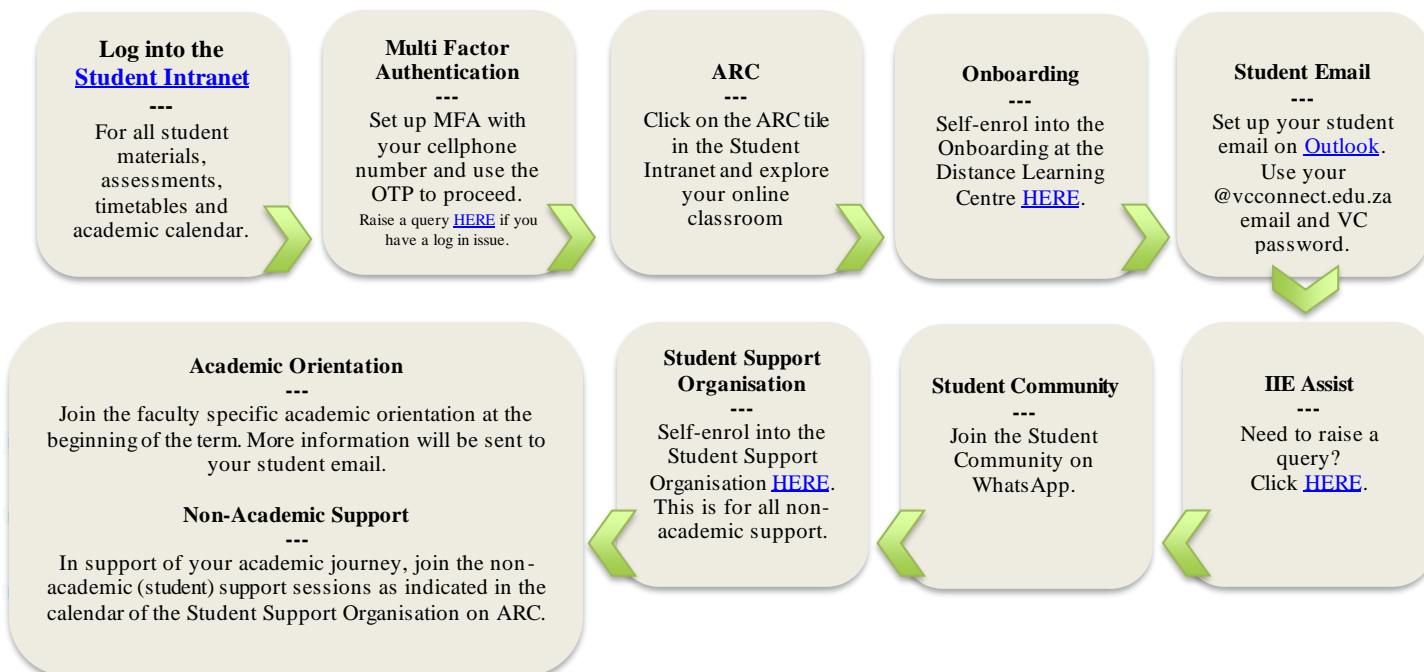 Log into the
Student Intranet
---
For all student
materials,
assessments,
timetables and
academic calendar.
Multi Factor
Authentication
---
Set up MFA with
your cellphone
number and use the
OTP to proceed.
Raise a query HERE if you
have a log in issue.
ARC
---
Click on the ARC tile
in the Student
Intranet and explore
your online
classroom
Onboarding
---
Self-enrol into the
Onboarding at the
Distance Learning
Centre HERE.
Student Email
---
Set up your student
email on Outlook.
Use your
@vcconnect.edu.za
email and VC
password.
IIE Assist
---
Need to raise a
query?
Click HERE.
Student Community
---
Join the Student
Community on
WhatsApp.
Student Support
Organisation
---
Self-enrol into the
Student Support
Organisation HERE.
This is for all non-
academic support.
Academic Orientation
---
Join the faculty specific academic orientation at the
beginning of the term. More information will be sent to
your student email.
Non-Academic Support
---
In support of your academic journey, join the non-
academic (student) support sessions as indicated in the
calendar of the Student Support Organisation on ARC.